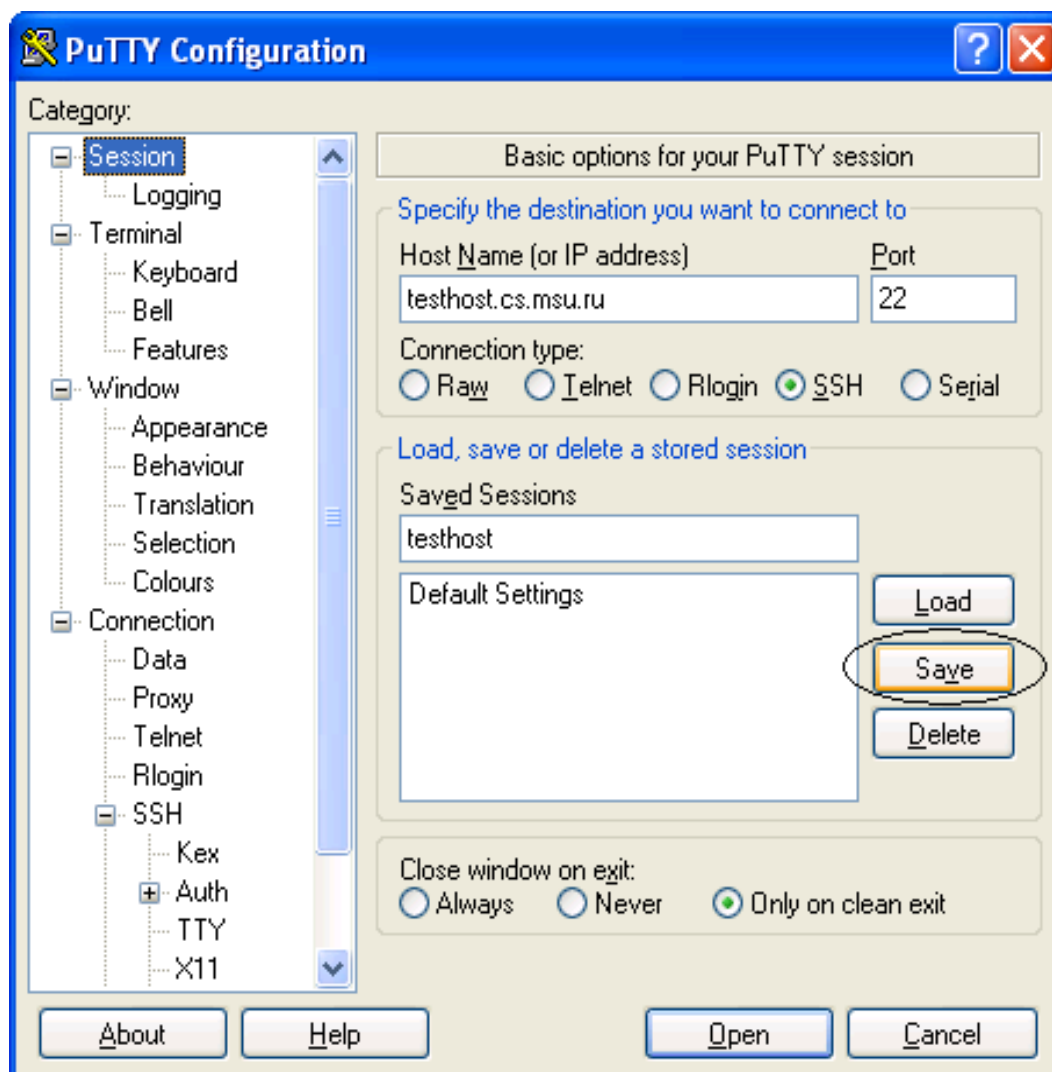 PuTTY Configuration
Category:
Session
Logging
Terminal
Keyboard
Bell
Features
Window
Appearance
Behaviour
Translation
Selection
Colours
Connection
Data
Proxy
Telnet
Rlogin
SSH
Kex
Auth
TTY
X11
Basic options for your PuTTY session
Specify the destination you want to connect to
Host Name (or IP address) Port
testhost.cs.msu.ru 22
Connection type:
Raw Telnet Rlogin SSH Serial
Load, save or delete a stored session
Saved Sessions
testhost
Default Settings
Load
Save
Delete
Close window on exit:
Always Never Only on clean exit
About Help Open Cancel